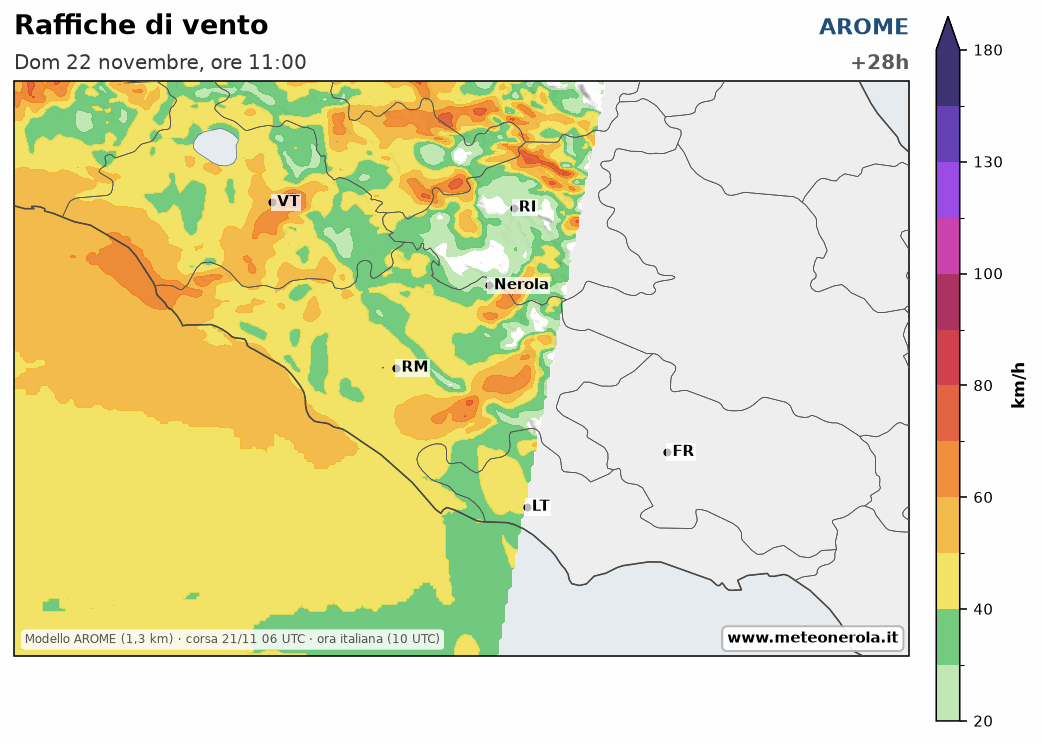 Raffiche di vento
AROME
Dom 22 novembre, ore 11:00
+28h
VT
RI
Nerola
RM
FR
LT
Modello AROME (1,3 km) · corsa 21/11 06 UTC · ora italiana (10 UTC)
www.meteonerola.it
180
130
100
80
60
40
20
km/h